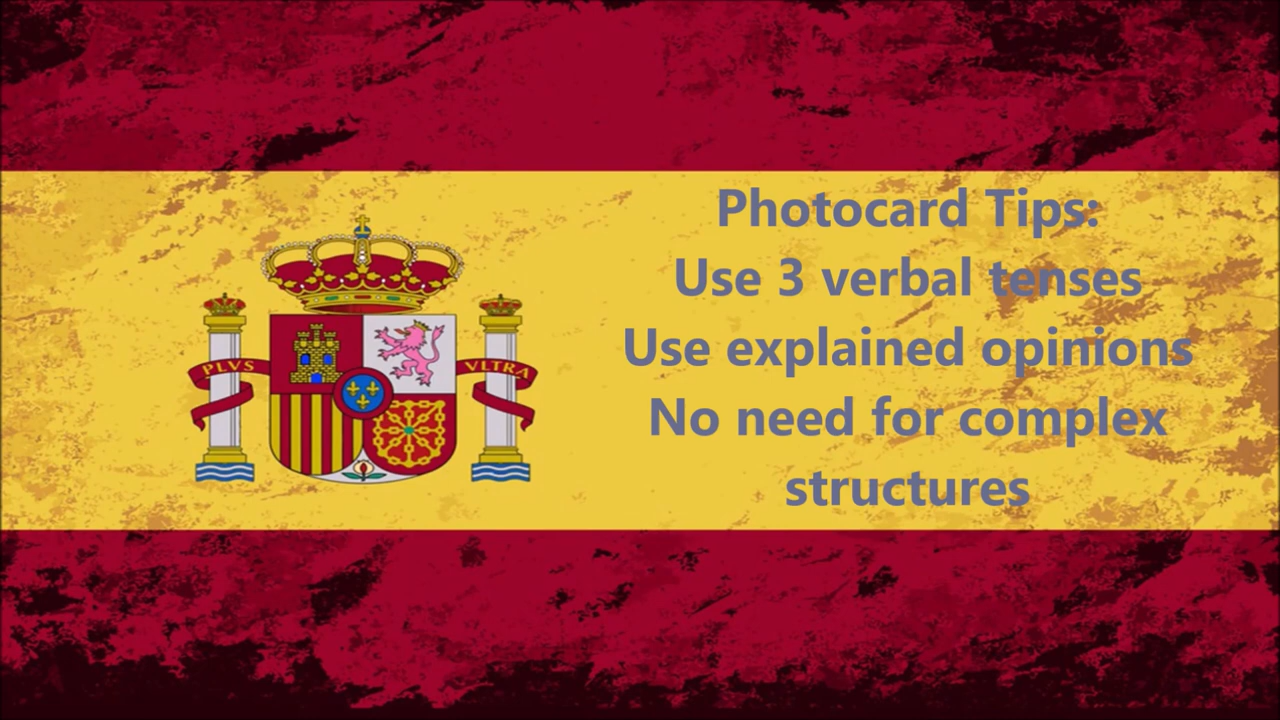 Photocard Tips:
Use 3 verbal tenses
Use explained opinions
No need for complex
structures
PLVS
VLTRA